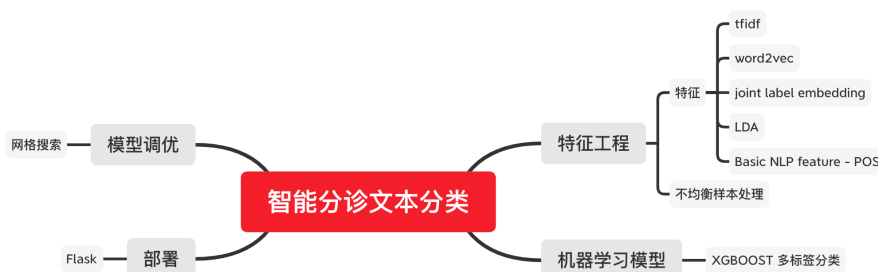 智能分诊文本分类
特征工程
特征
tfidf
word2vec
joint label embedding
LDA
Basic NLP feature - POS
不均衡样本处理
机器学习模型
XGBOOST 多标签分类
模型调优
网格搜索
部署
Flask